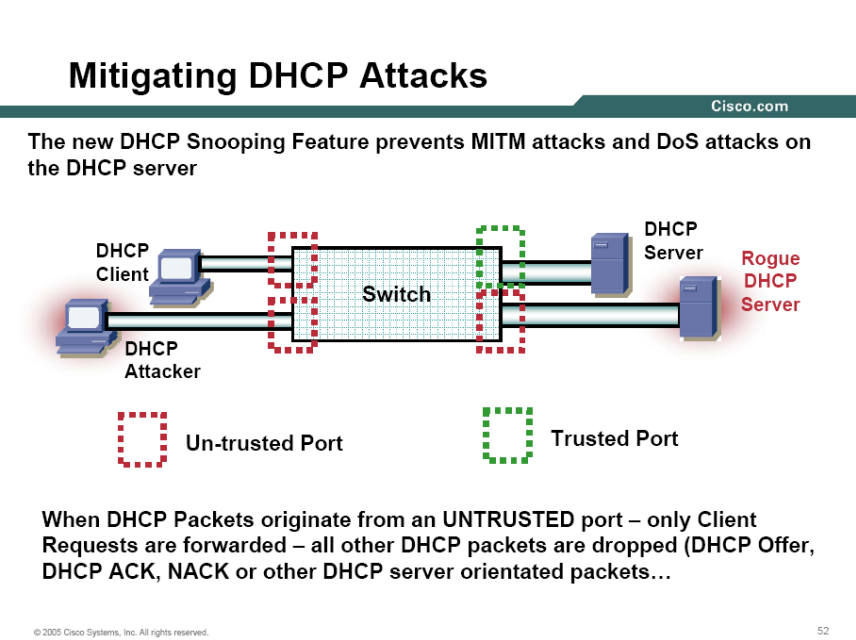 Mitigating DHCP Attacks
Cisco.com
The new DHCP Snooping Feature prevents MITM attacks and DoS attacks on
the DHCP server
DHCP
Client
DHCP
Attacker
Switch
DHCP
Server
Rogue
DHCP
Server
Un-trusted Port
Trusted Port
When DHCP Packets originate from an UNTRUSTED port – only Client
Requests are forwarded – all other DHCP packets are dropped (DHCP Offer,
DHCP ACK, NACK or other DHCP server orientated packets…
© 2005 Cisco Systems, Inc. All rights reserved.
52